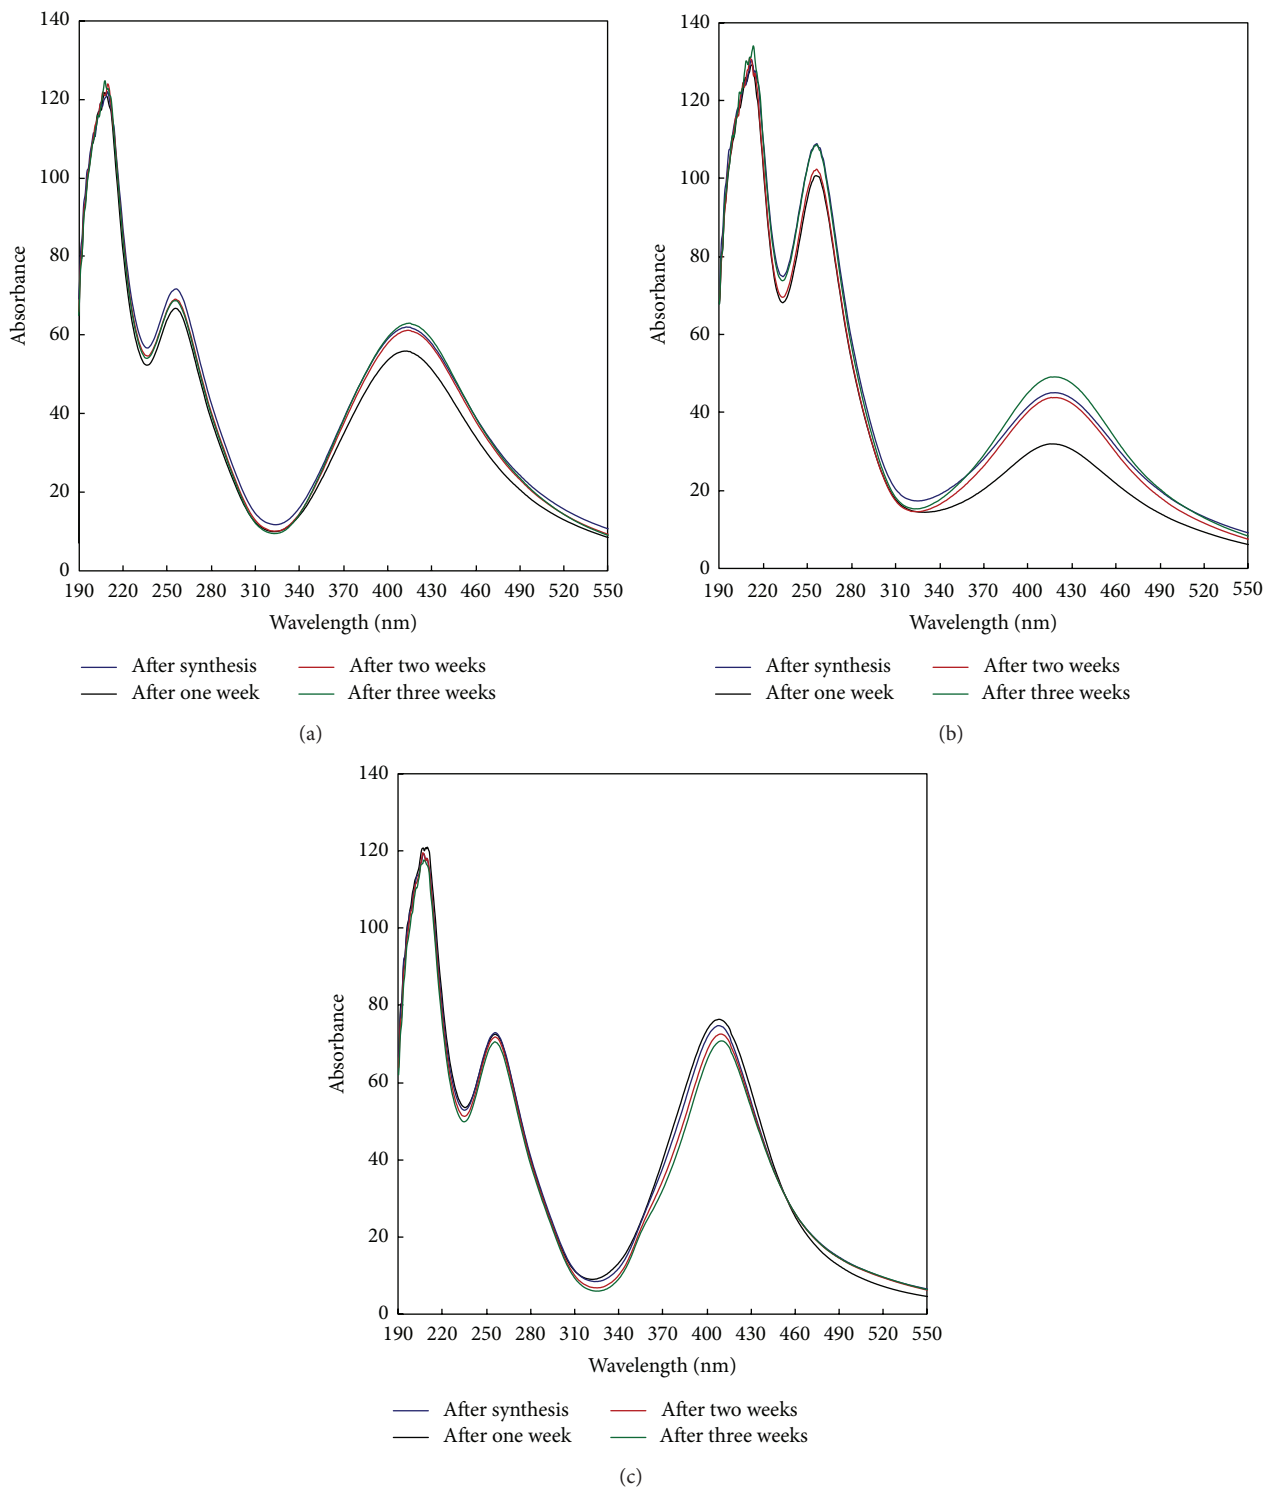 140
120
100
80
60
40
20
0
Absorbance
190 220 250 280 310 340 370 400 430 460 490 520 550
Wavelength (nm)
After synthesis After two weeks
After one week After three weeks
(a)
140
120
100
80
60
40
20
0
Absorbance
190 220 250 280 310 340 370 400 430 460 490 520 550
Wavelength (nm)
After synthesis After two weeks
After one week After three weeks
(b)
140
120
100
80
60
40
20
0
Absorbance
190 220 250 280 310 340 370 400 430 460 490 520 550
Wavelength (nm)
After synthesis After two weeks
After one week After three weeks
(c)